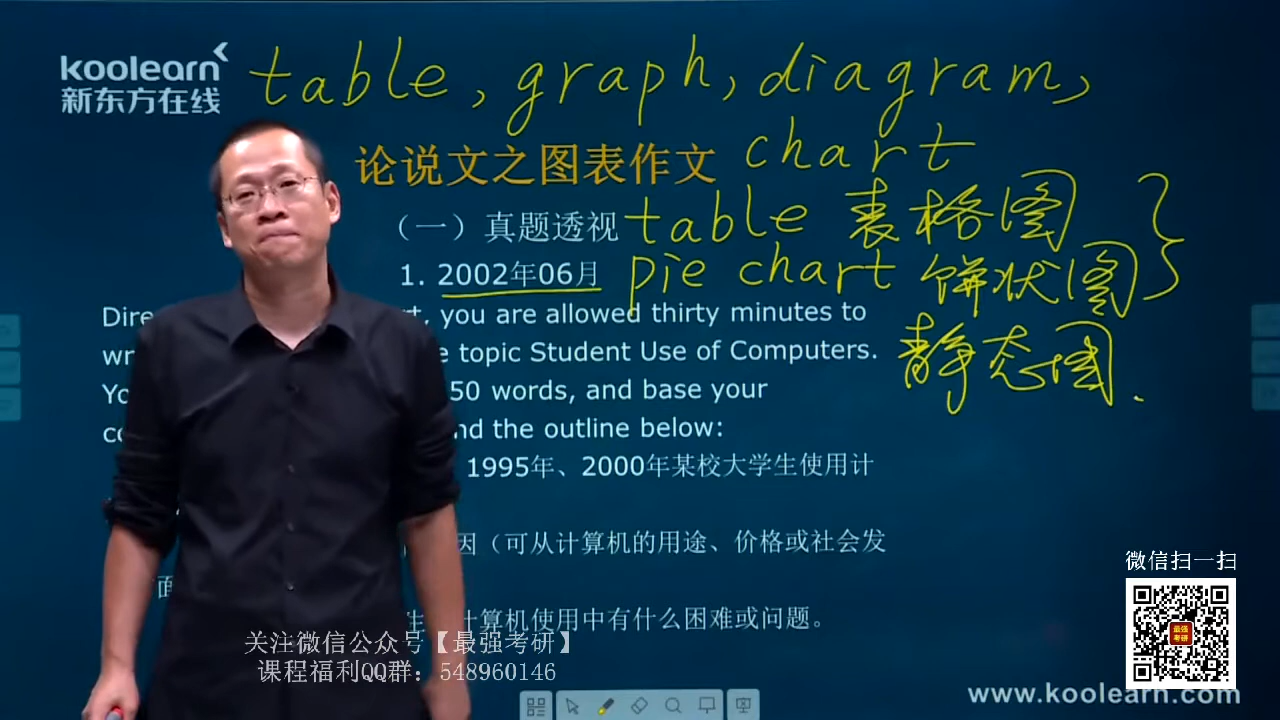 koolearn
新东方在线
table, graph, diagram,
chart
论说文之图表作文
（一）真题透视
table 表格图
1. 2002年06月
pie chart 饼状图
静态图.
you are allowed thirty minutes to
topic Student Use of Computers.
50 words, and base your
the outline below:
1995年、2000年某校大学生使用计
因（可从计算机的用途、价格或社会发
面
计算机使用中有什么困难或问题。
关注微信公众号【最强考研】
课程福利QQ群：548960146
微信扫一扫
最强
考研
www.koolearn.com